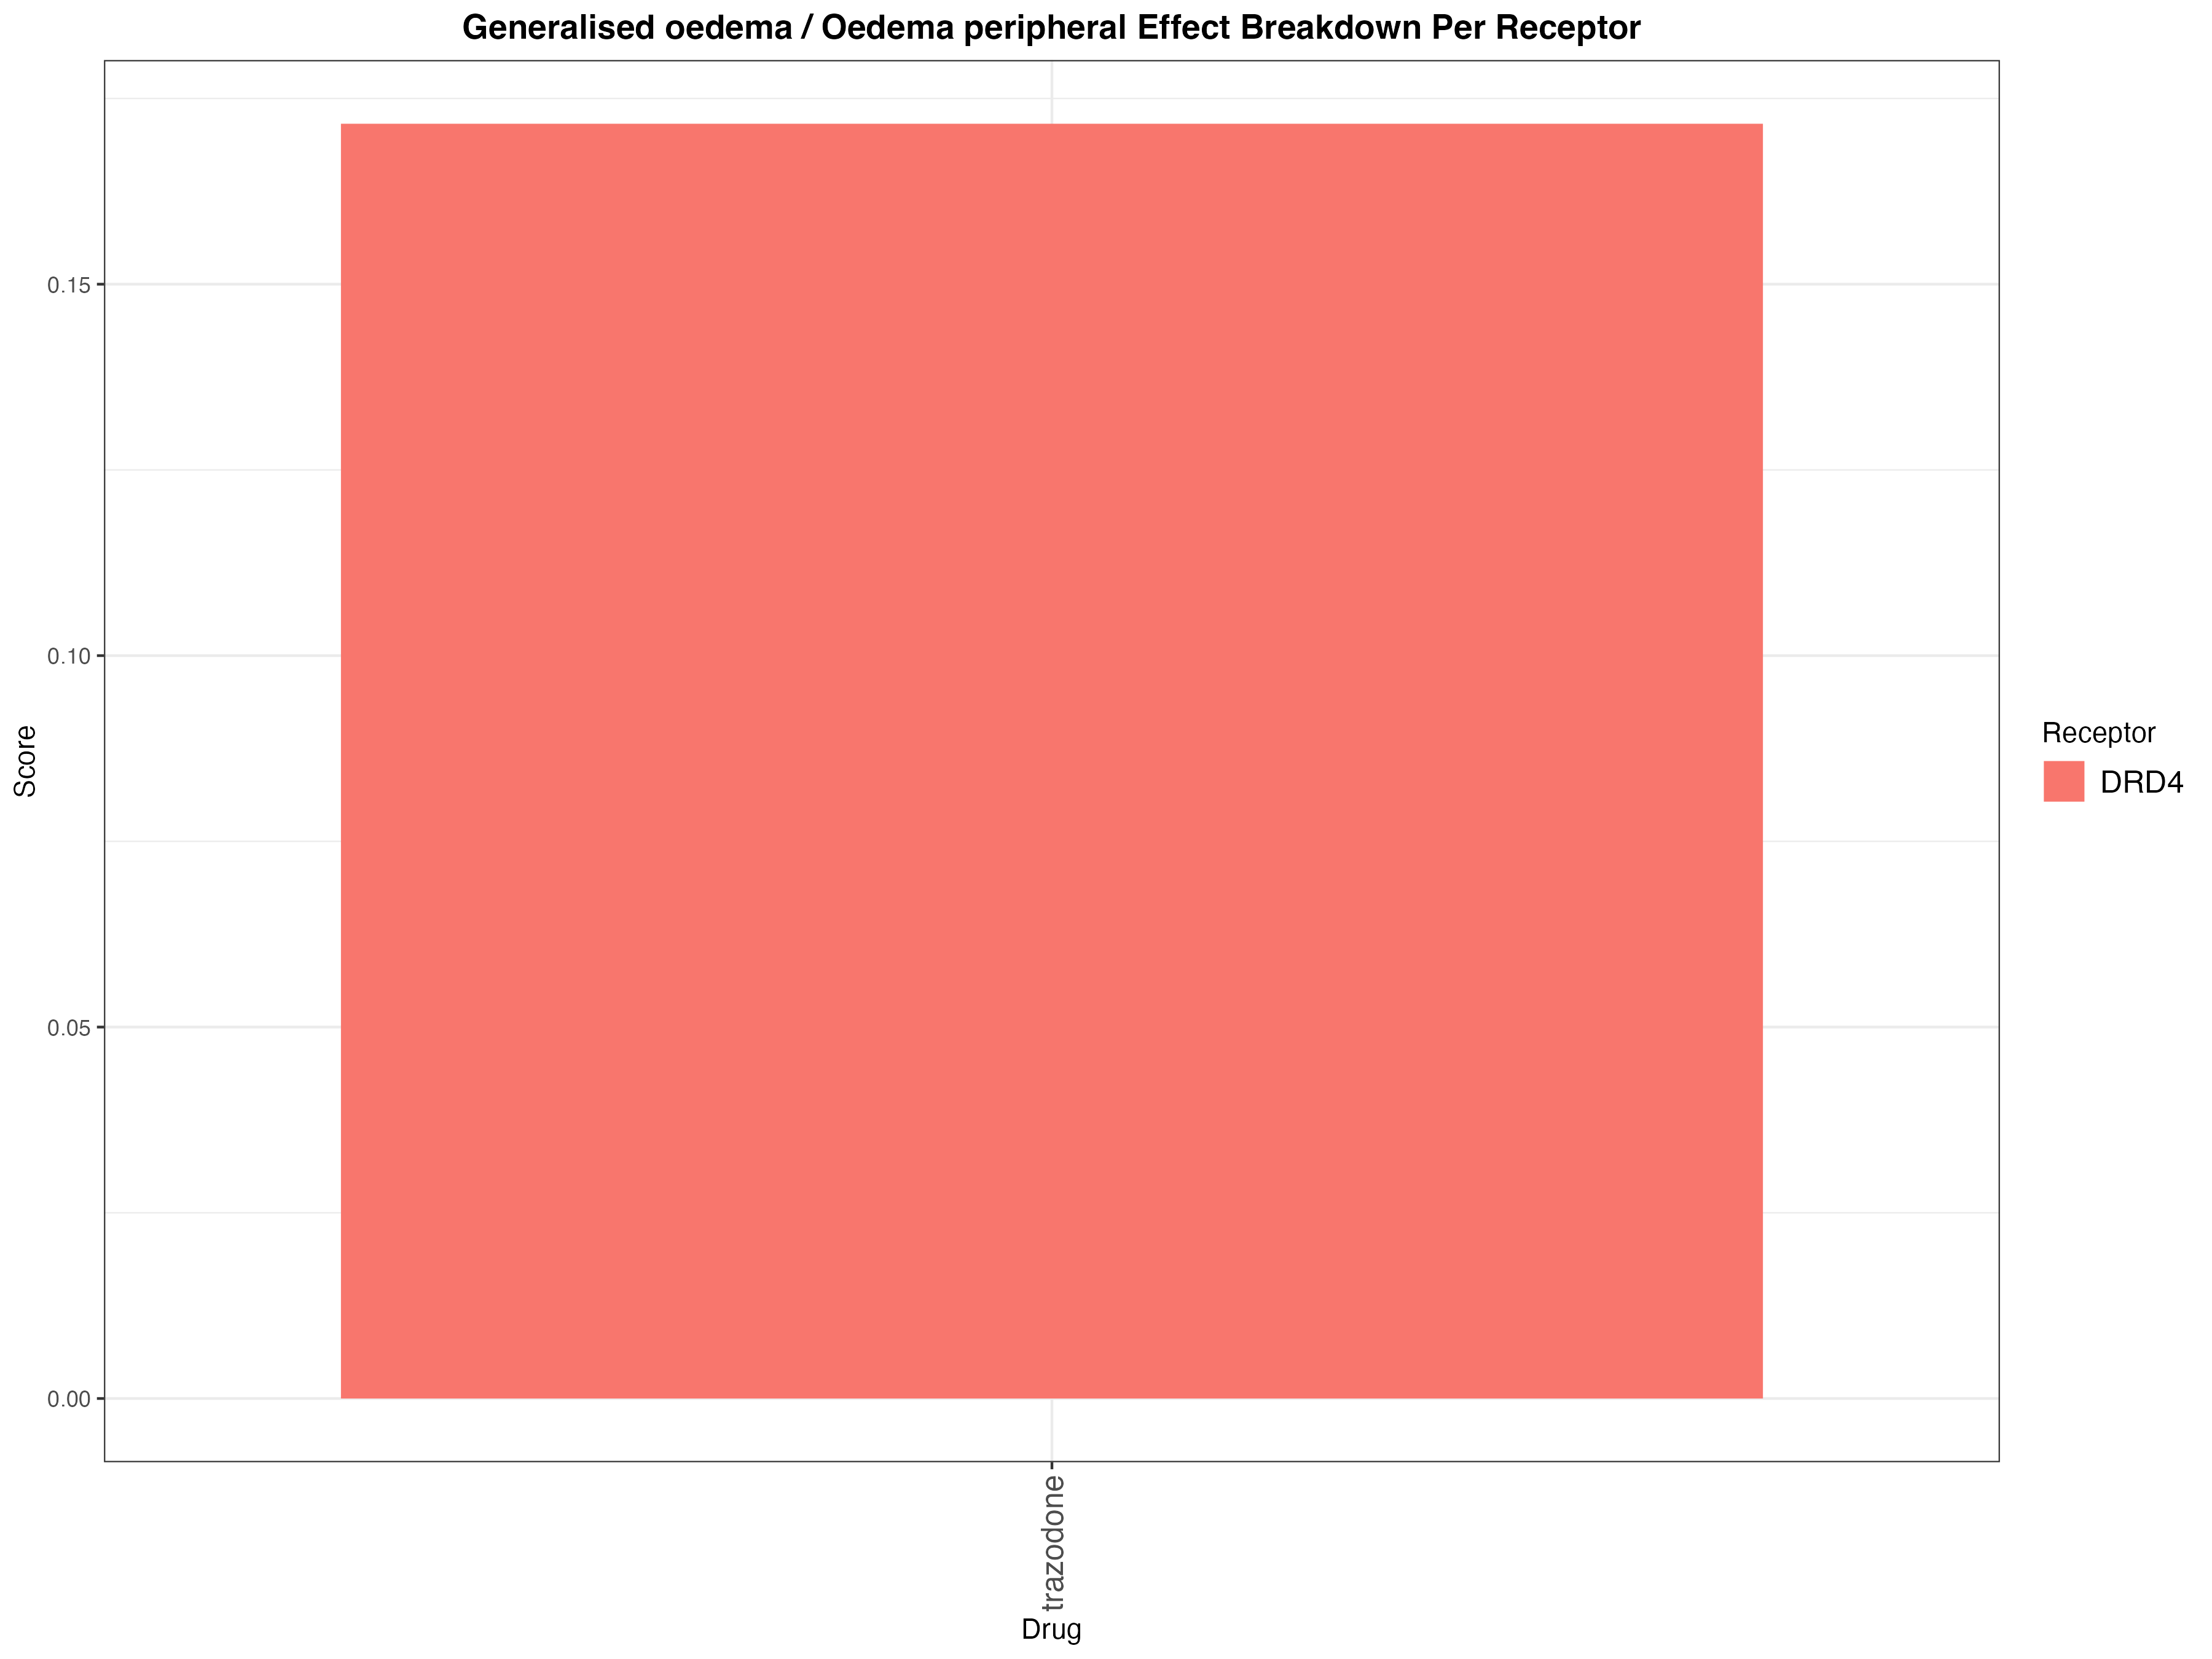 Generalised oedema / Oedema peripheral Effect Breakdown Per Receptor
0.15
0.10
0.05
0.00
Score
trazodone
Drug
Receptor
DRD4